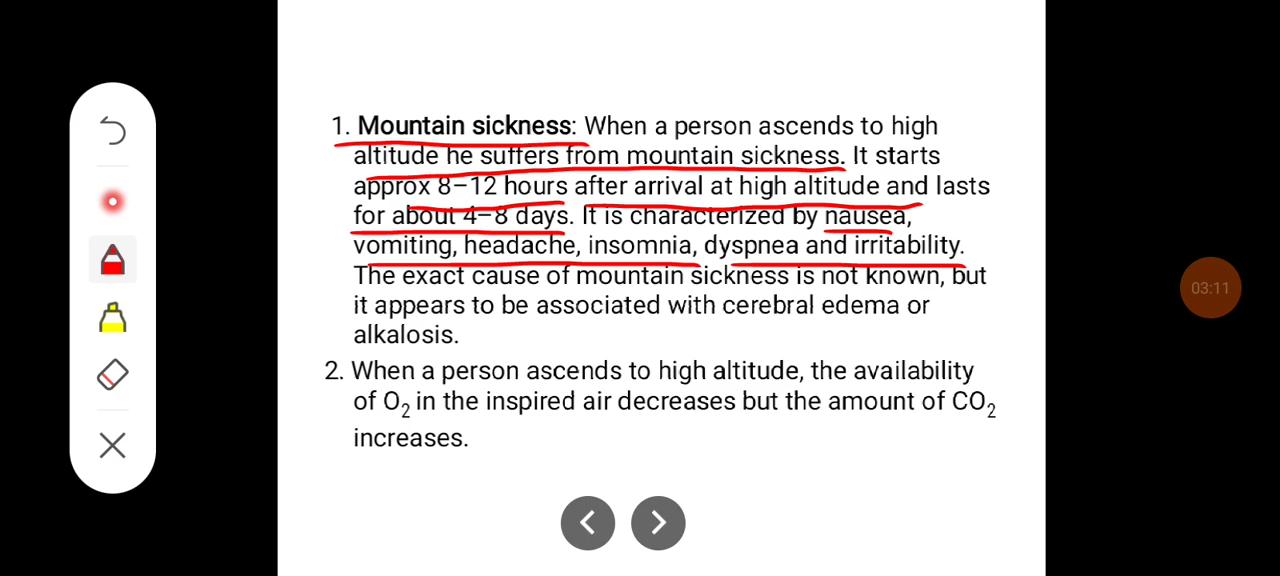 1. Mountain sickness: When a person ascends to high
altitude he suffers from mountain sickness. It starts
approx 8–12 hours after arrival at high altitude and lasts
for about 4–8 days. It is characterized by nausea,
vomiting, headache, insomnia, dyspnea and irritability.
The exact cause of mountain sickness is not known, but
it appears to be associated with cerebral edema or
alkalosis.
2. When a person ascends to high altitude, the availability
of O₂ in the inspired air decreases but the amount of CO₂
increases.
03:11